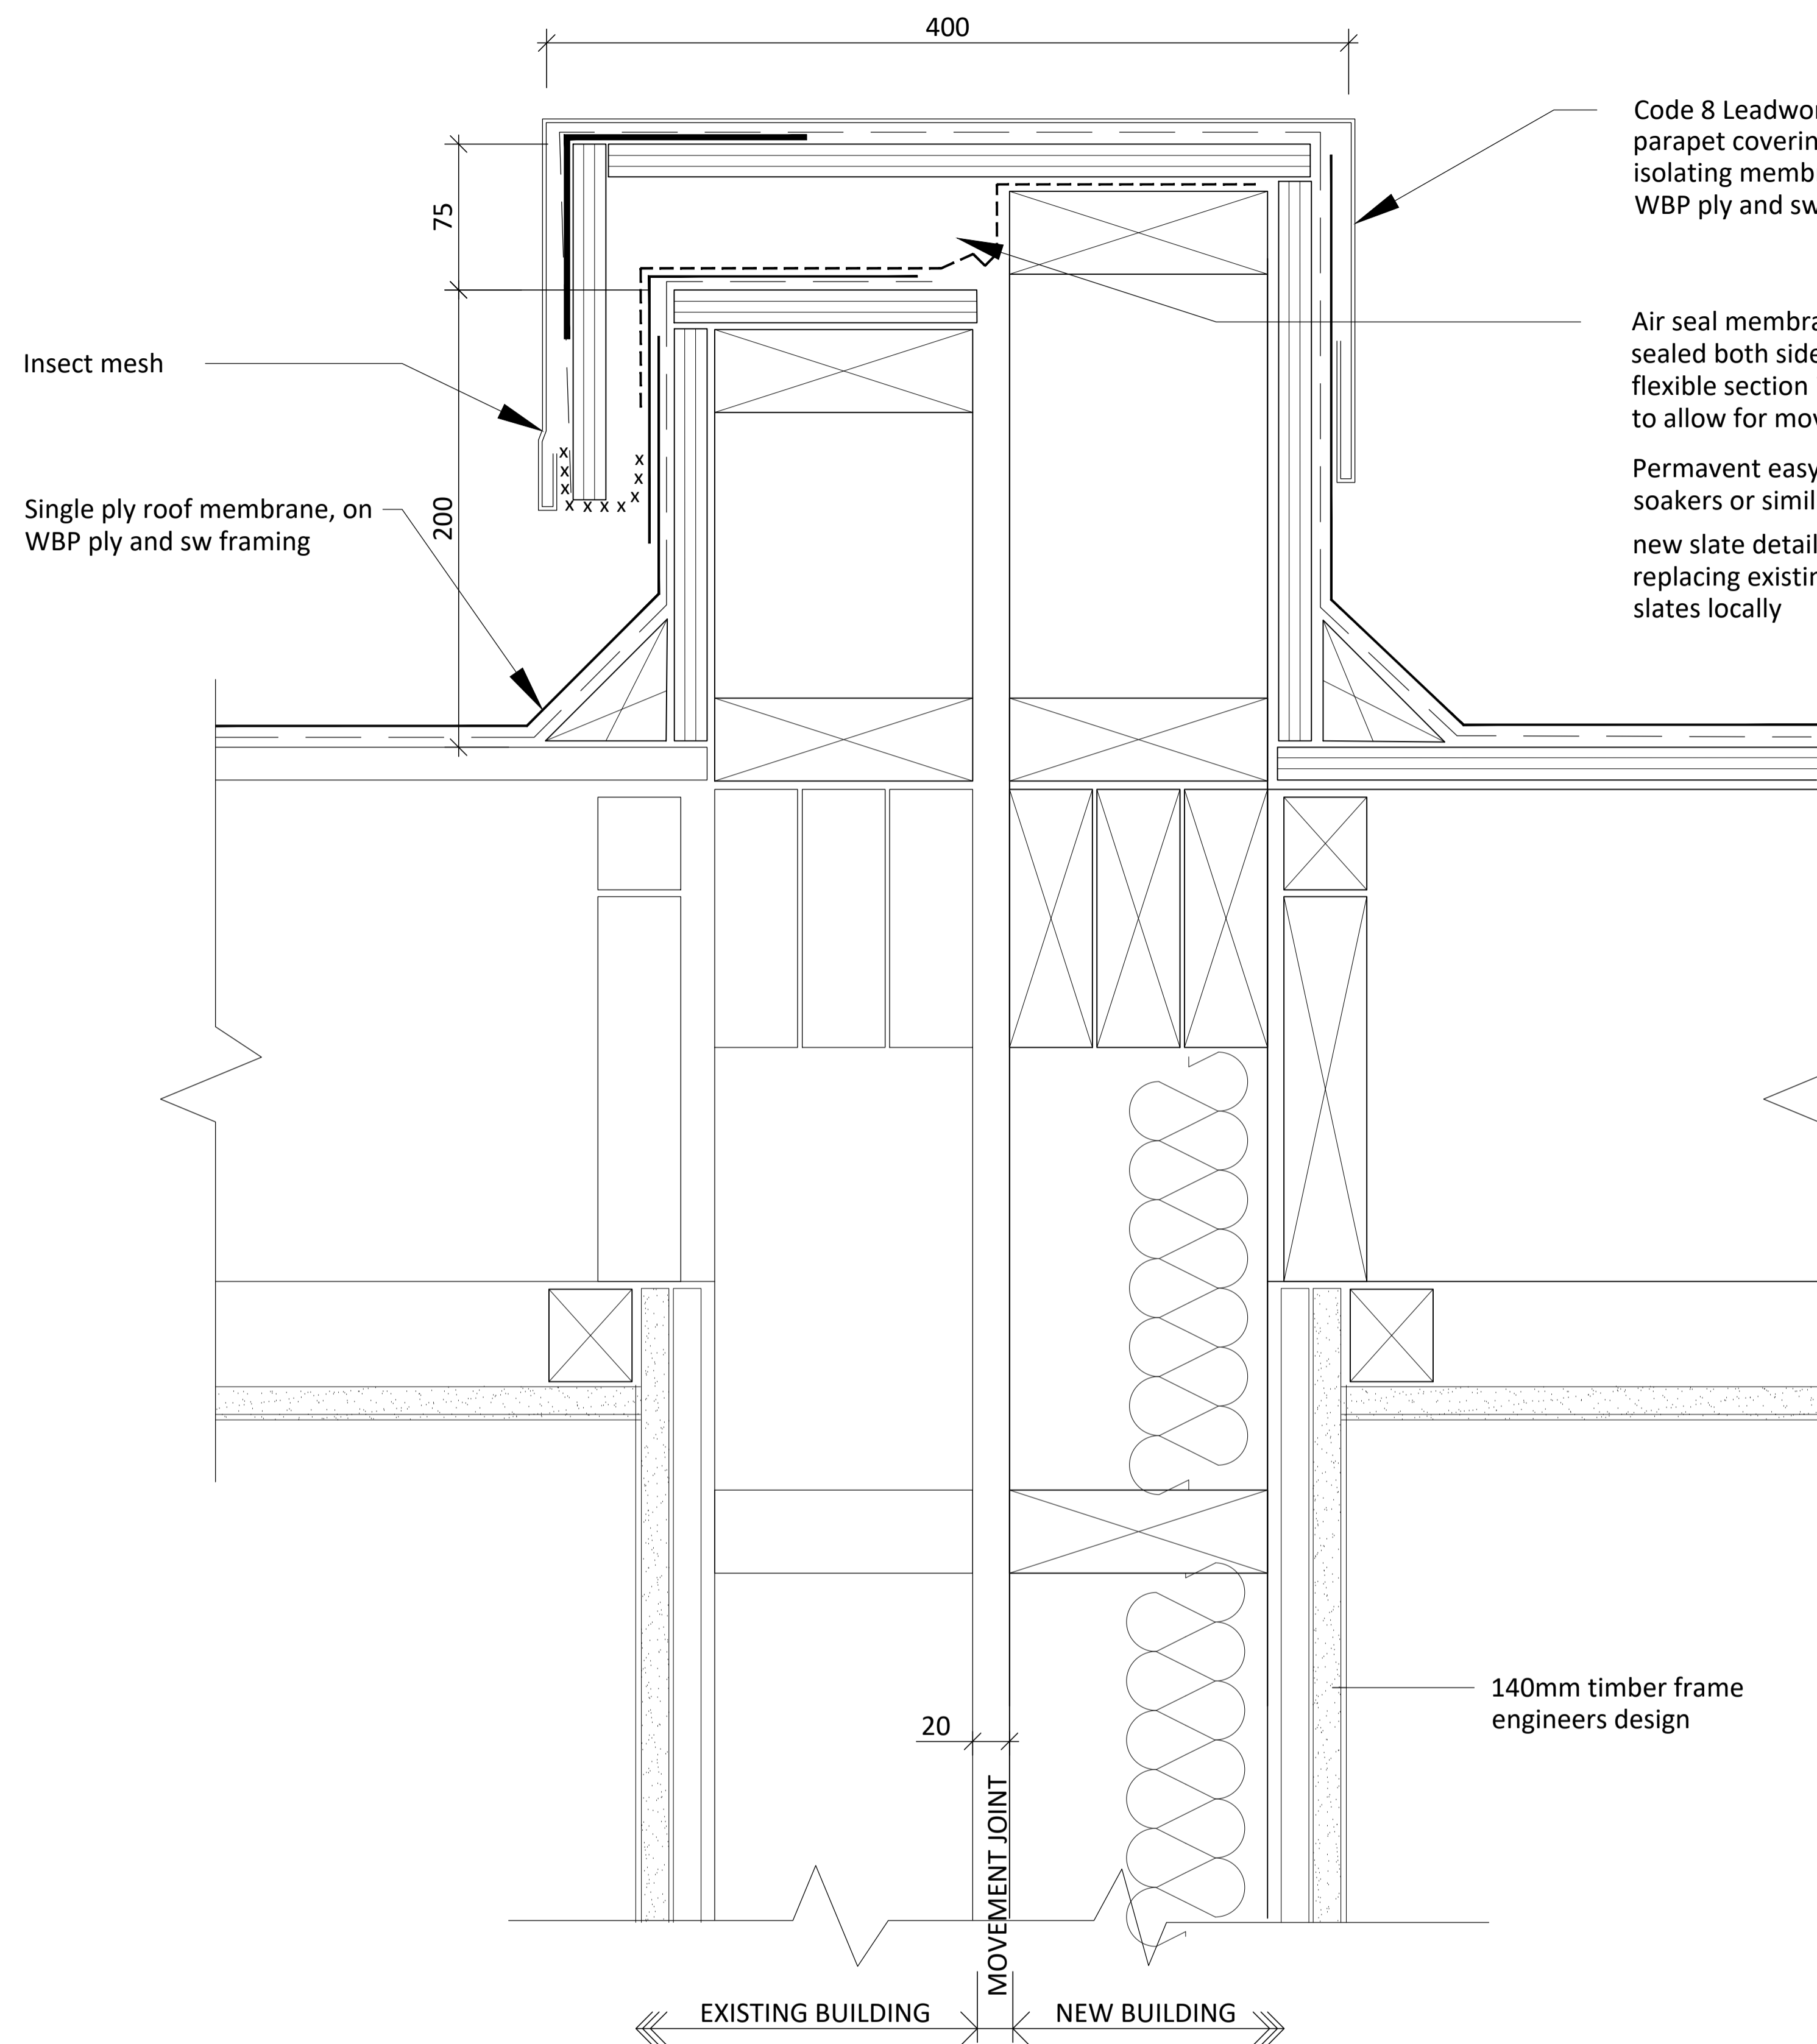 400
Code 8 Leadwor
parapet coverin
isolating memb
WBP ply and sw
75
Air seal membra
sealed both side
flexible section
to allow for mov
Insect mesh
Permavent easy
soakers or simil
Single ply roof membrane, on
WBP ply and sw framing
200
new slate detail
replacing existin
slates locally
140mm timber frame
engineers design
20
MOVEMENT JOINT
EXISTING BUILDING
NEW BUILDING